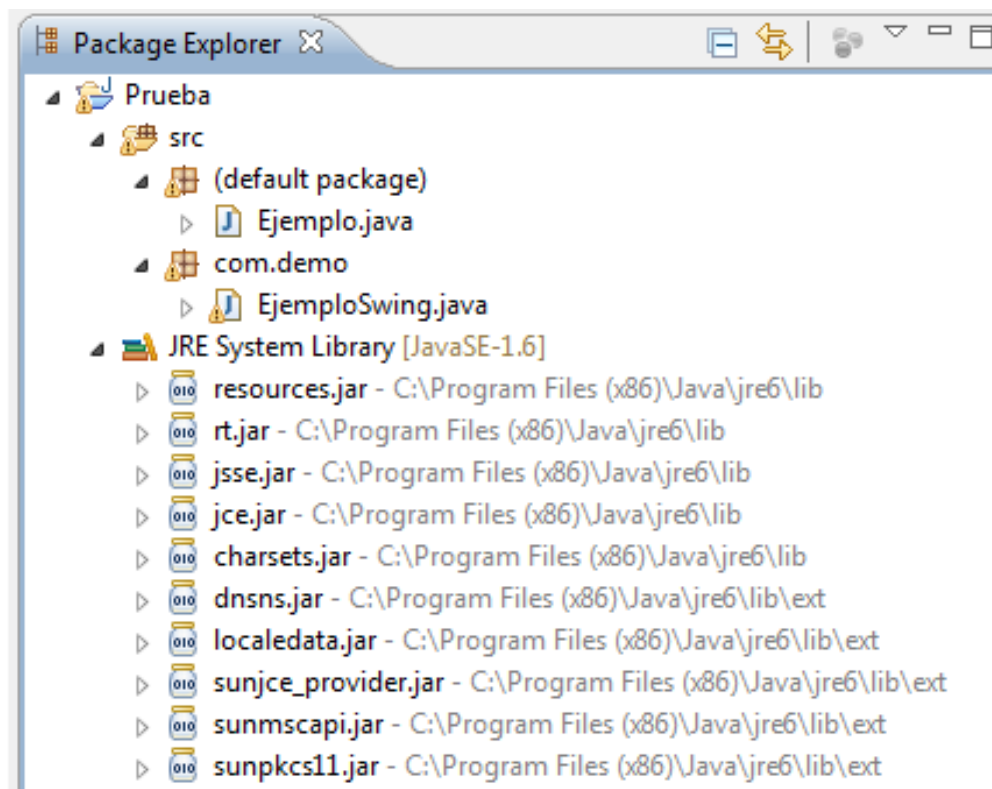 Package Explorer
Prueba
src
(default package)
Ejemplo.java
com.demo
EjemploSwing.java
JRE System Library [JavaSE-1.6]
resources.jar - C:\Program Files (x86)\Java\jre6\lib
rt.jar - C:\Program Files (x86)\Java\jre6\lib
jsse.jar - C:\Program Files (x86)\Java\jre6\lib
jce.jar - C:\Program Files (x86)\Java\jre6\lib
charsets.jar - C:\Program Files (x86)\Java\jre6\lib
dnsns.jar - C:\Program Files (x86)\Java\jre6\lib\ext
localedata.jar - C:\Program Files (x86)\Java\jre6\lib\ext
sunjce_provider.jar - C:\Program Files (x86)\Java\jre6\lib\ext
sunmscapi.jar - C:\Program Files (x86)\Java\jre6\lib\ext
sunpkcs11.jar - C:\Program Files (x86)\Java\jre6\lib\ext